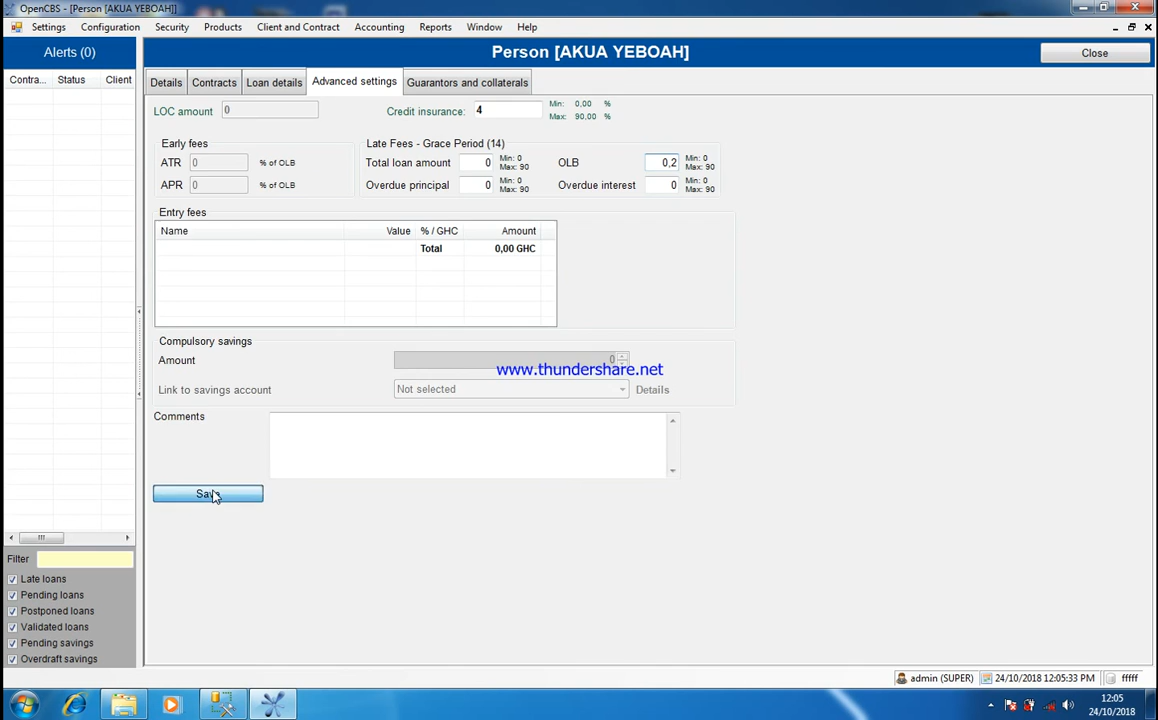 OpenCBS - [Person [AKUA YEBOAH]]
Settings Configuration Security Products Client and Contract Accounting Reports Window Help
Alerts (0)
Person [AKUA YEBOAH]
Close
Contra... Status Client
Details Contracts Loan details Advanced settings Guarantors and collaterals
LOC amount 0 Credit insurance: 4 Min: 0,00 %
Max: 90,00 %
Early fees
Late Fees - Grace Period (14)
ATR 0 % of OLB
Total loan amount 0 Min: 0 Max: 90 OLB 0,2 Min: 0 Max: 90
APR 0 % of OLB
Overdue principal 0 Min: 0 Max: 90 Overdue interest 0 Min: 0 Max: 90
Entry fees
Name Value % / GHC Amount
Total 0,00 GHC
Compulsory savings
Amount 0
www.thundershare.net
Link to savings account Not selected Details
Comments
Save
Filter
Late loans
Pending loans
Postponed loans
Validated loans
Pending savings
Overdraft savings
admin (SUPER) 24/10/2018 12:05:33 PM fffff
12:05
24/10/2018